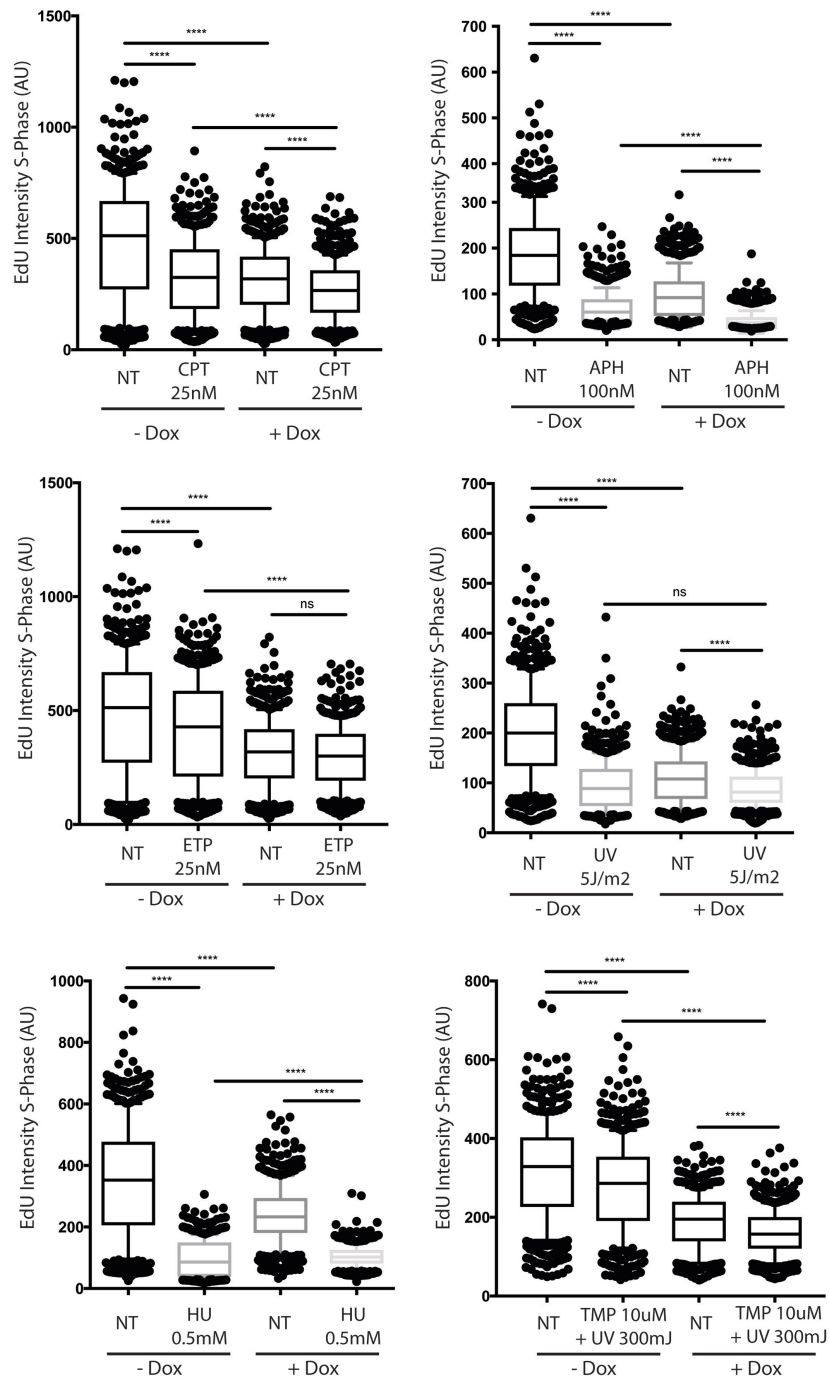 EdU Intensity S-Phase (AU)
1500
1000
500
0
****
****
****
****
NT
CPT
25nM
NT
CPT
25nM
- Dox
+ Dox
EdU Intensity S-Phase (AU)
700
600
500
400
300
200
100
0
****
****
****
****
NT
APH
100nM
NT
APH
100nM
- Dox
+ Dox
EdU Intensity S-Phase (AU)
1500
1000
500
0
****
****
****
ns
NT
ETP
25nM
NT
ETP
25nM
- Dox
+ Dox
EdU Intensity S-Phase (AU)
700
600
500
400
300
200
100
0
****
****
ns
****
NT
UV
5J/m2
NT
UV
5J/m2
- Dox
+ Dox
EdU Intensity S-Phase (AU)
1000
800
600
400
200
0
****
****
****
****
NT
HU
0.5mM
NT
HU
0.5mM
- Dox
+ Dox
EdU Intensity S-Phase (AU)
800
600
400
200
0
****
****
****
****
NT
TMP 10uM
+ UV 300mJ
NT
TMP 10uM
+ UV 300mJ
- Dox
+ Dox